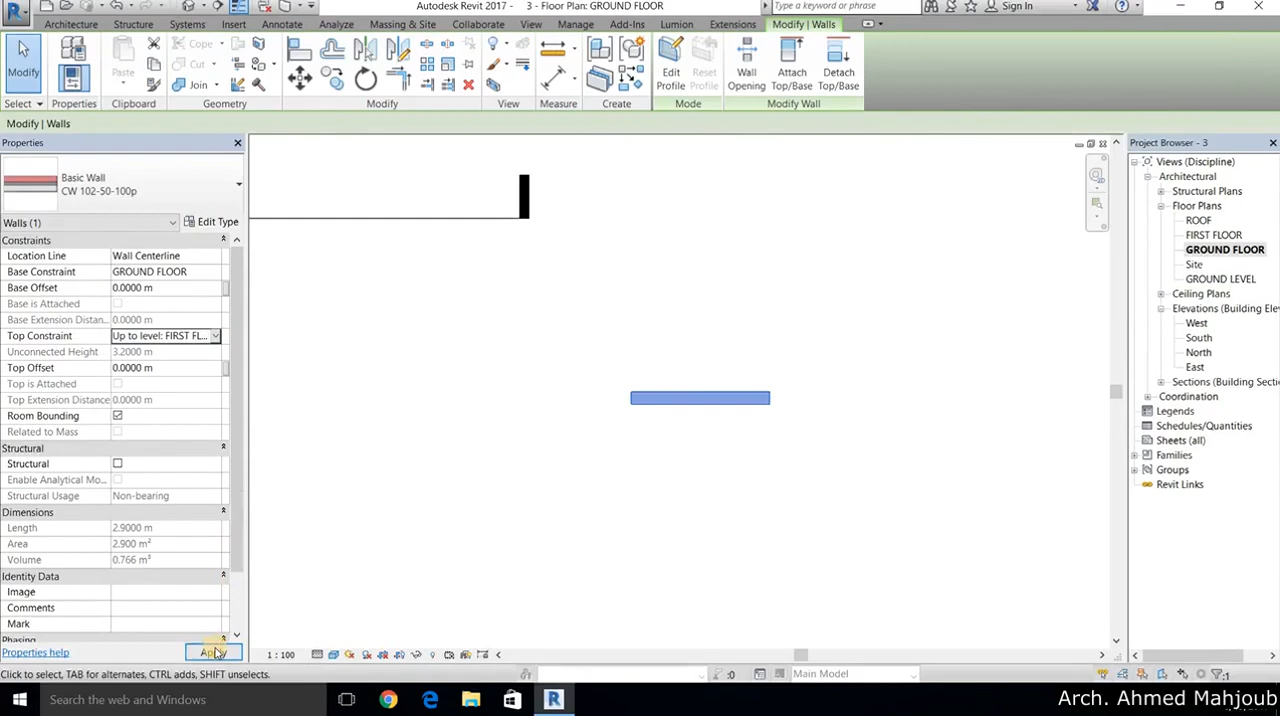 Autodesk Revit 2017 - 3 - Floor Plan: GROUND FLOOR
Type a keyword or phrase
Sign In
Architecture Structure Systems Insert Annotate Analyze Massing & Site Collaborate View Manage Add-Ins Lumion Extensions Modify | Walls
Modify
Properties
Paste
Cope
Cut
Join
Edit Profile
Reset Profile
Wall Opening
Attach Top/Base
Detach Top/Base
Select Properties Clipboard Geometry Modify View Measure Create Mode Modify Wall
Modify | Walls
Properties
Basic Wall
CW 102-50-100p
Walls (1) Edit Type
Constraints
Location Line Wall Centerline
Base Constraint GROUND FLOOR
Base Offset 0.0000 m
Base is Attached
Base Extension Distan... 0.0000 m
Top Constraint Up to level: FIRST FL...
Unconnected Height 3.2000 m
Top Offset 0.0000 m
Top is Attached
Top Extension Distance 0.0000 m
Room Bounding
Related to Mass
Structural
Structural
Enable Analytical Mo...
Structural Usage Non-bearing
Dimensions
Length 2.9000 m
Area 2.900 m²
Volume 0.766 m³
Identity Data
Image
Comments
Mark
Phasing
Properties help Apply
1 : 100
Project Browser - 3
Views (Discipline)
Architectural
Structural Plans
Floor Plans
ROOF
FIRST FLOOR
GROUND FLOOR
Site
GROUND LEVEL
Ceiling Plans
Elevations (Building Ele
West
South
North
East
Sections (Building Secti
Coordination
Legends
Schedules/Quantities
Sheets (all)
Families
Groups
Revit Links
Click to select, TAB for alternates, CTRL adds, SHIFT unselects.
:0
Main Model
:1
Search the web and Windows
Arch. Ahmed Mahjoub